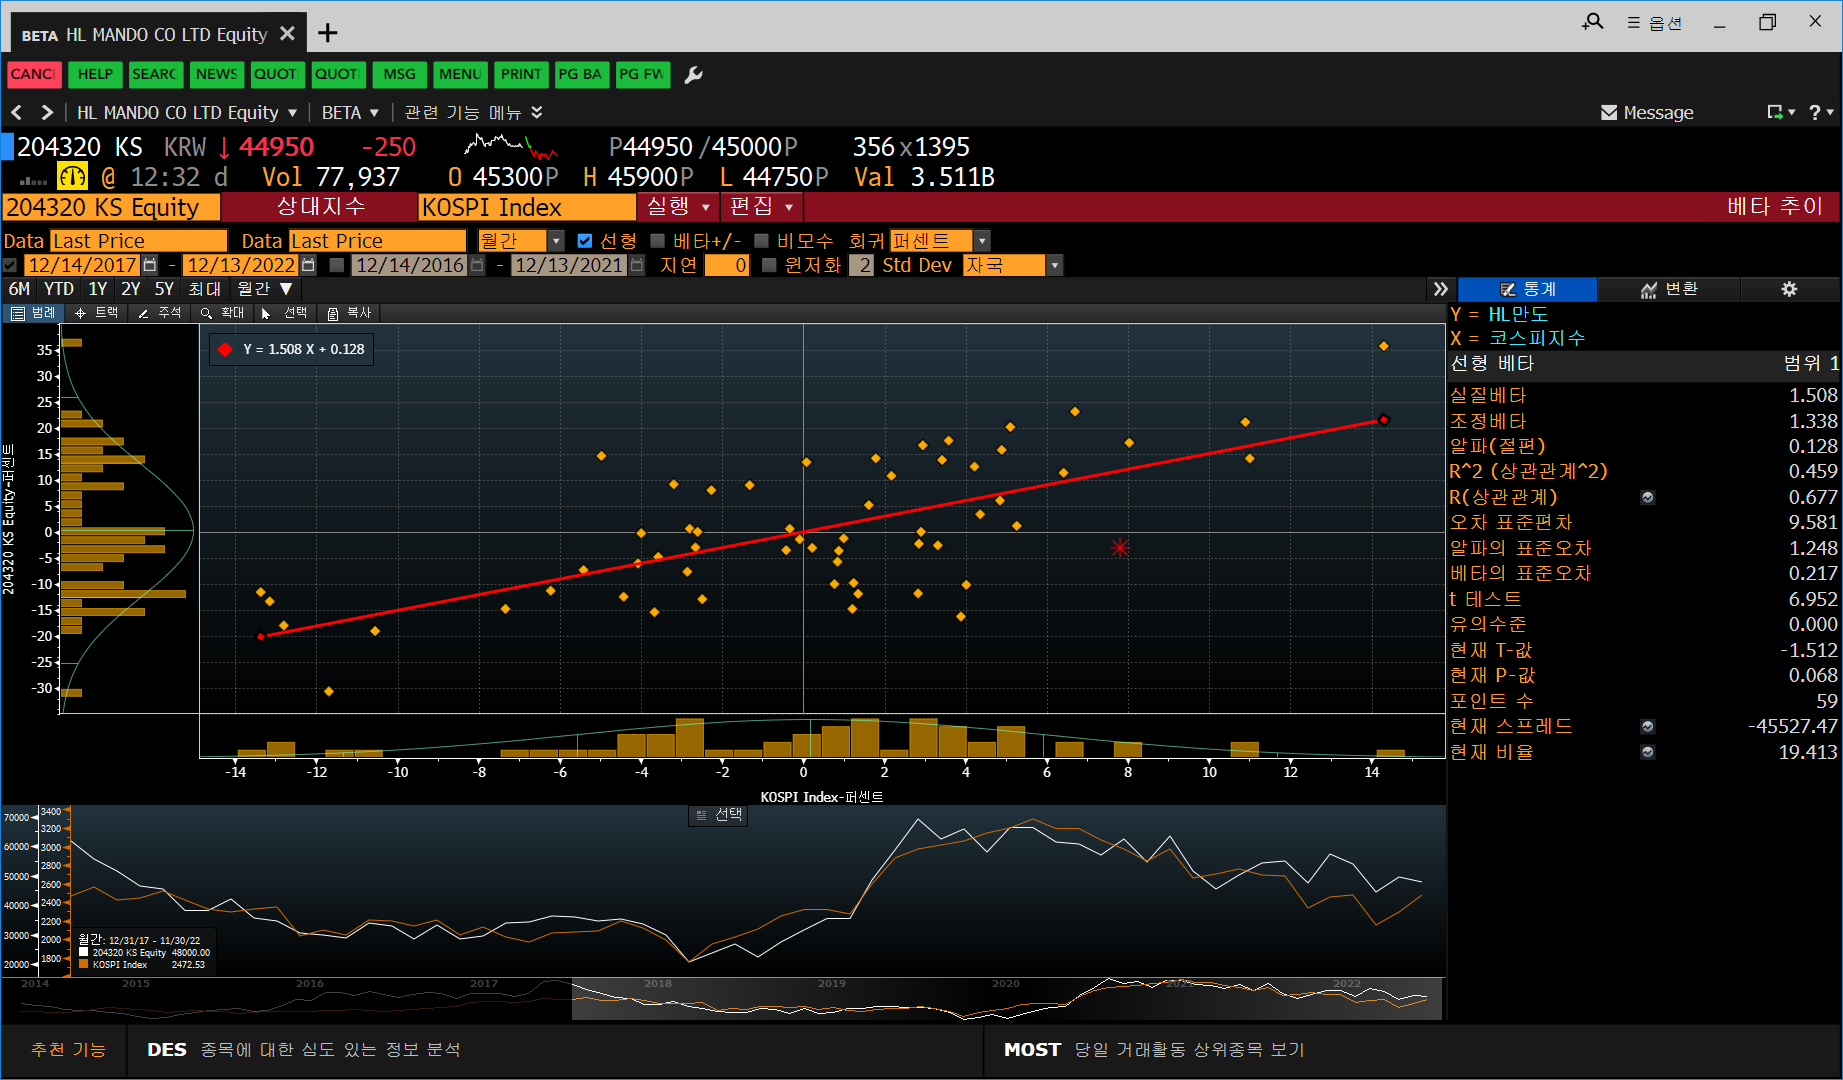 BETA HL MANDO CO LTD Equity
옵션
CANC HELP SEARC NEWS QUOT QUOT MSG MENU PRINT PG BA PG FW
HL MANDO CO LTD Equity BETA 관련 기능 메뉴 Message ?
204320 KS KRW ↓ 44950 -250 P44950 /45000P 356x1395
@ 12:32 d Vol 77,937 O 45300P H 45900P L 44750P Val 3.511B
204320 KS Equity 상대지수 KOSPI Index 실행 편집 베타 추이
Data Last Price Data Last Price 월간 선형 베타+/- 비모수 회귀 퍼센트
12/14/2017 - 12/13/2022 12/14/2016 - 12/13/2021 지연 0 윈저화 2 Std Dev 자국
6M YTD 1Y 2Y 5Y 최대 월간 ▼ 통계 변환
범례 트랙 주석 확대 선택 복사
Y = HL만도
X = 코스피지수
선형 베타 범위 1
실질베타 1.508
조정베타 1.338
알파(절편) 0.128
R^2 (상관관계^2) 0.459
R(상관관계) 0.677
오차 표준편차 9.581
알파의 표준오차 1.248
베타의 표준오차 0.217
t 테스트 6.952
유의수준 0.000
현재 T-값 -1.512
현재 P-값 0.068
포인트 수 59
현재 스프레드 -45527.47
현재 비율 19.413
Y = 1.508 X + 0.128
204320 KS Equity-퍼센트
35
30
25
20
15
10
5
0
-5
-10
-15
-20
-25
-30
-14 -12 -10 -8 -6 -4 -2 0 2 4 6 8 10 12 14
KOSPI Index-퍼센트
선택
70000
60000
50000
40000
30000
20000
3400
3200
3000
2800
2600
2400
2200
2000
1800
월간: 12/31/17 - 11/30/22
204320 KS Equity 48000.00
KOSPI Index 2472.53
2014 2015 2016 2017 2018 2019 2020 2021 2022
추천 기능 DES 종목에 대한 심도 있는 정보 분석 MOST 당일 거래활동 상위종목 보기